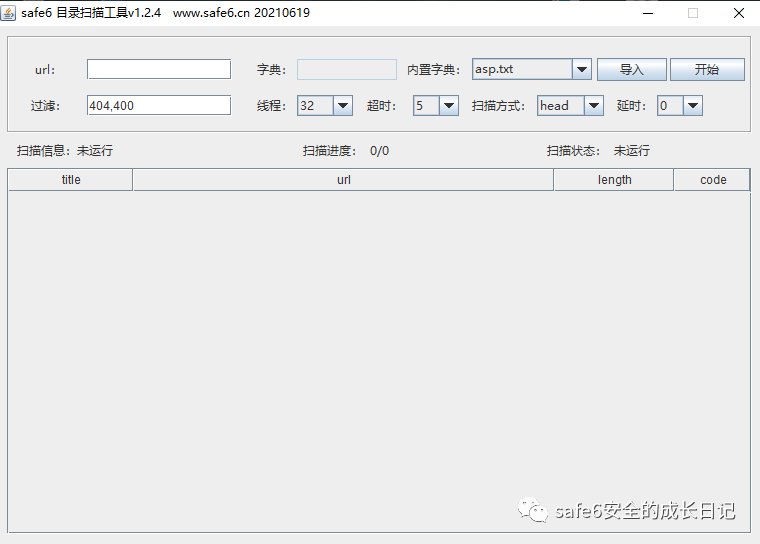 safe6 目录扫描工具v1.2.4 www.safe6.cn 20210619
url: 字典: 内置字典: asp.txt 导入 开始
过滤: 404,400 线程: 32 超时: 5 扫描方式: head 延时: 0
扫描信息: 未运行 扫描进度: 0/0 扫描状态: 未运行
title url length code
safe6安全的成长日记